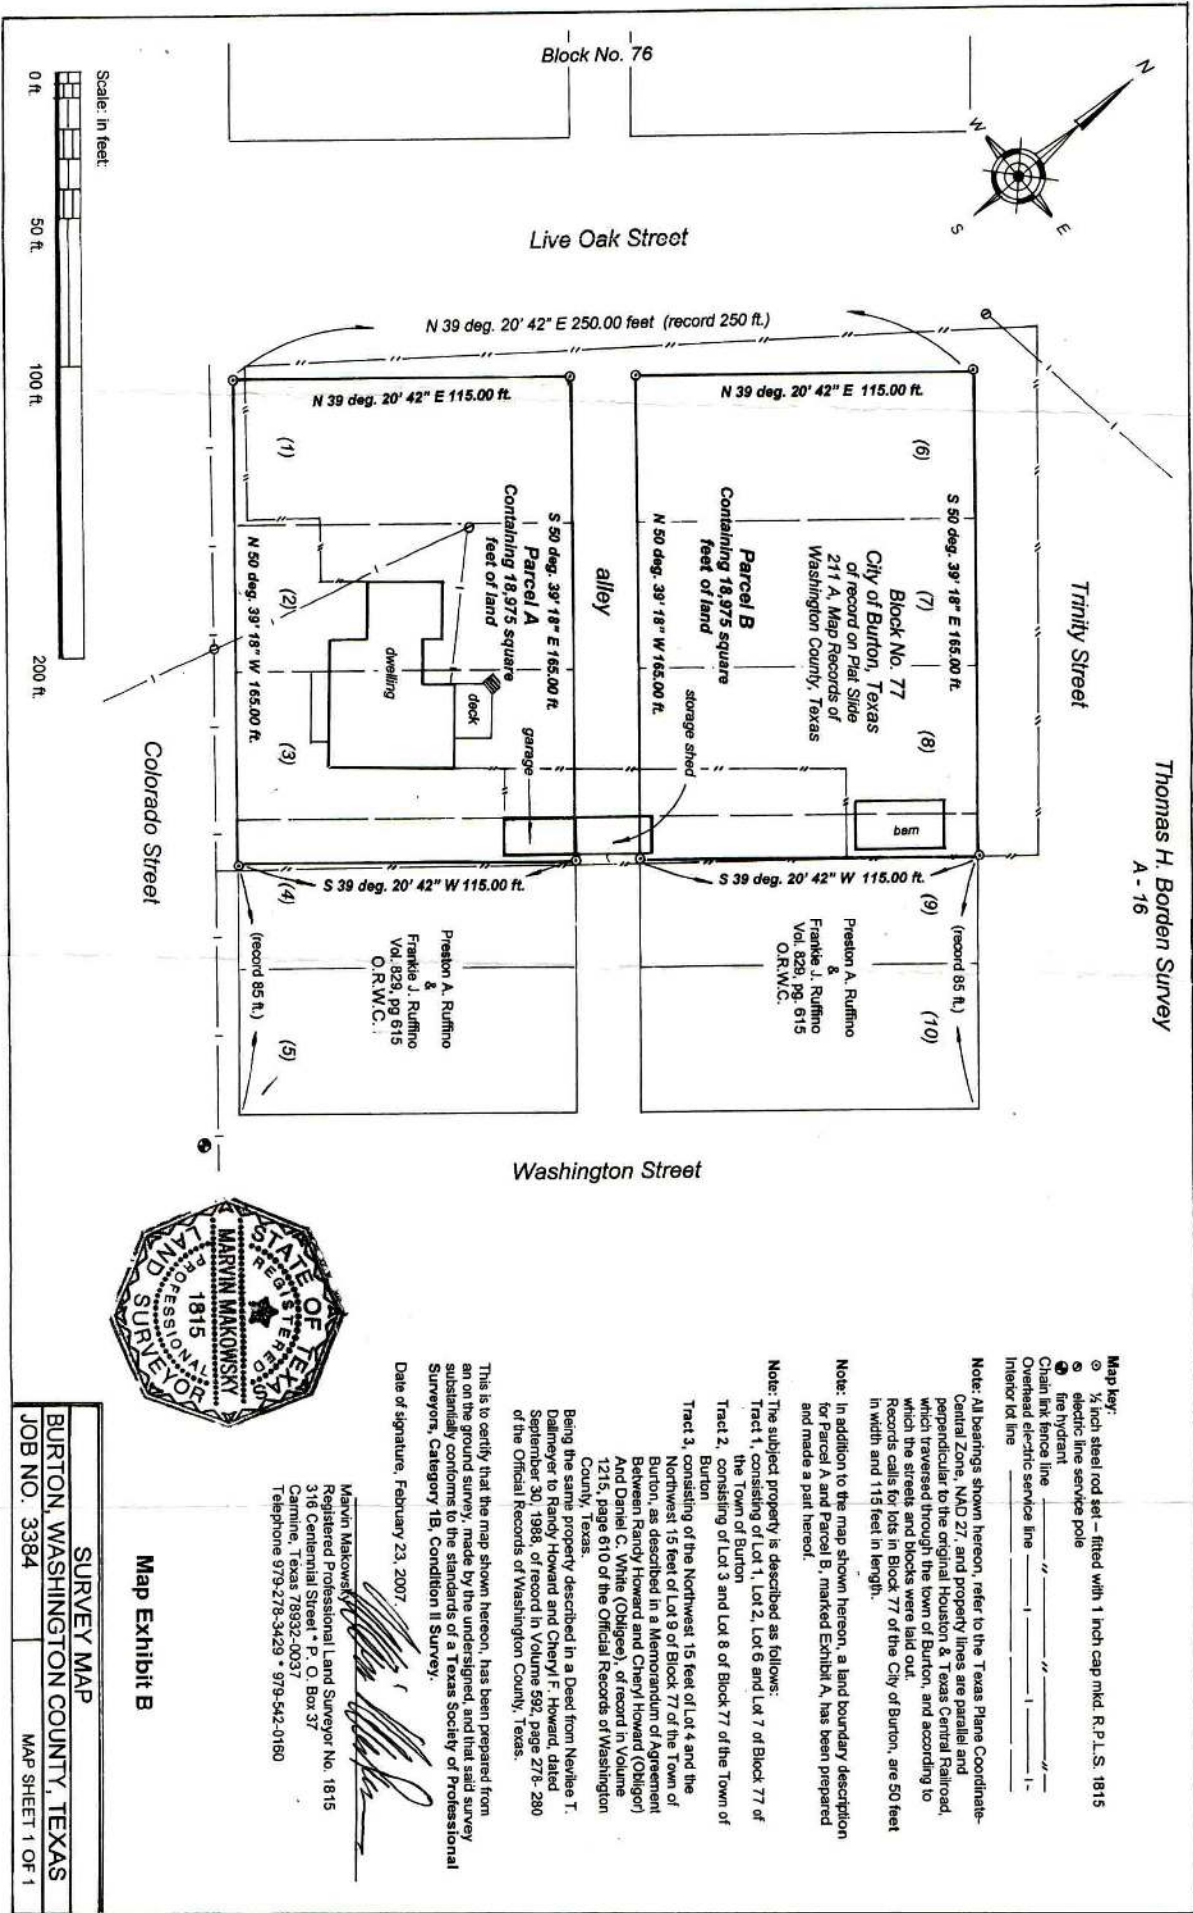 Thomas H. Borden Survey
A - 16
Trinity Street
Block No. 76
Live Oak Street
Washington Street
Colorado Street
N
W
E
S
N 39 deg. 20' 42" E 250.00 feet (record 250 ft.)
N 39 deg. 20' 42" E 115.00 ft.
N 39 deg. 20' 42" E 115.00 ft.
S 50 deg. 39' 18" E 165.00 ft.
(6)
(7)
(8)
(9)
(10)
Block No. 77
City of Burton, Texas
of record on Plat Slide
211 A, Map Records of
Washington County, Texas
Parcel B
Containing 18,975 square
feet of land
N 50 deg. 39' 18" W 165.00 ft.
barn
storage shed
alley
S 50 deg. 39' 18" E 165.00 ft.
Parcel A
Containing 18,975 square
feet of land
garage
deck
dwelling
(1)
(2)
(3)
(4)
(5)
N 50 deg. 39' 18" W 165.00 ft.
S 39 deg. 20' 42" W 115.00 ft.
S 39 deg. 20' 42" W 115.00 ft.
(record 85 ft.)
(record 85 ft.)
Preston A. Ruffino
&
Frankie J. Ruffino
Vol. 829, pg. 615
O.R.W.C.
Preston A. Ruffino
&
Frankie J. Ruffino
Vol. 829, pg 615
O.R.W.C.
Scale: in feet:
0 ft.
50 ft.
100 ft.
200 ft.
Map key:
½ inch steel rod set – fitted with 1 inch cap mkd. R.P.L.S. 1815
electric line service pole
fire hydrant
Chain link fence line
Overhead electric service line
Interior lot line
Note: All bearings shown hereon, refer to the Texas Plane Coordinate-
Central Zone, NAD 27, and property lines are parallel and
perpendicular to the original Houston & Texas Central Railroad,
which traversed through the town of Burton, and according to
which the streets and blocks were laid out.
Records calls for lots in Block 77 of the City of Burton, are 50 feet
in width and 115 feet in length.
Note: In addition to the map shown hereon, a land boundary description
for Parcel A and Parcel B, marked Exhibit A, has been prepared
and made a part hereof.
Note: The subject property is described as follows:
Tract 1, consisting of Lot 1, Lot 2, Lot 6 and Lot 7 of Block 77 of
the Town of Burton
Tract 2, consisting of Lot 3 and Lot 8 of Block 77 of the Town of
Burton
Tract 3, consisting of the Northwest 15 feet of Lot 4 and the
Northwest 15 feet of Lot 9 of Block 77 of the Town of
Burton, as described in a Memorandum of Agreement
Between Randy Howard and Cheryl Howard (Obligor)
And Daniel C. White (Obligee), of record in Volume
1215, page 610 of the Official Records of Washington
County, Texas.
Being the same property described in a Deed from Nevilee T.
Dallmeyer to Randy Howard and Cheryl F. Howard, dated
September 30, 1988, of record in Volume 592, page 278- 280
of the Official Records of Washington County, Texas.
This is to certify that the map shown hereon, has been prepared from
an on the ground survey, made by the undersigned, and that said survey
substantially conforms to the standards of a Texas Society of Professional
Surveyors, Category 1B, Condition II Survey.
Date of signature, February 23, 2007.
Marvin Makowsky
Registered Professional Land Surveyor No. 1815
316 Centennial Street * P. O. Box 37
Carmine, Texas 78932-0037
Telephone 979-278-3429 * 979-542-0160
STATE OF TEXAS
REGISTERED
MARVIN MAKOWSKY
1815
PROFESSIONAL
LAND SURVEYOR
Map Exhibit B
SURVEY MAP
BURTON, WASHINGTON COUNTY, TEXAS
JOB NO. 3384
MAP SHEET 1 OF 1